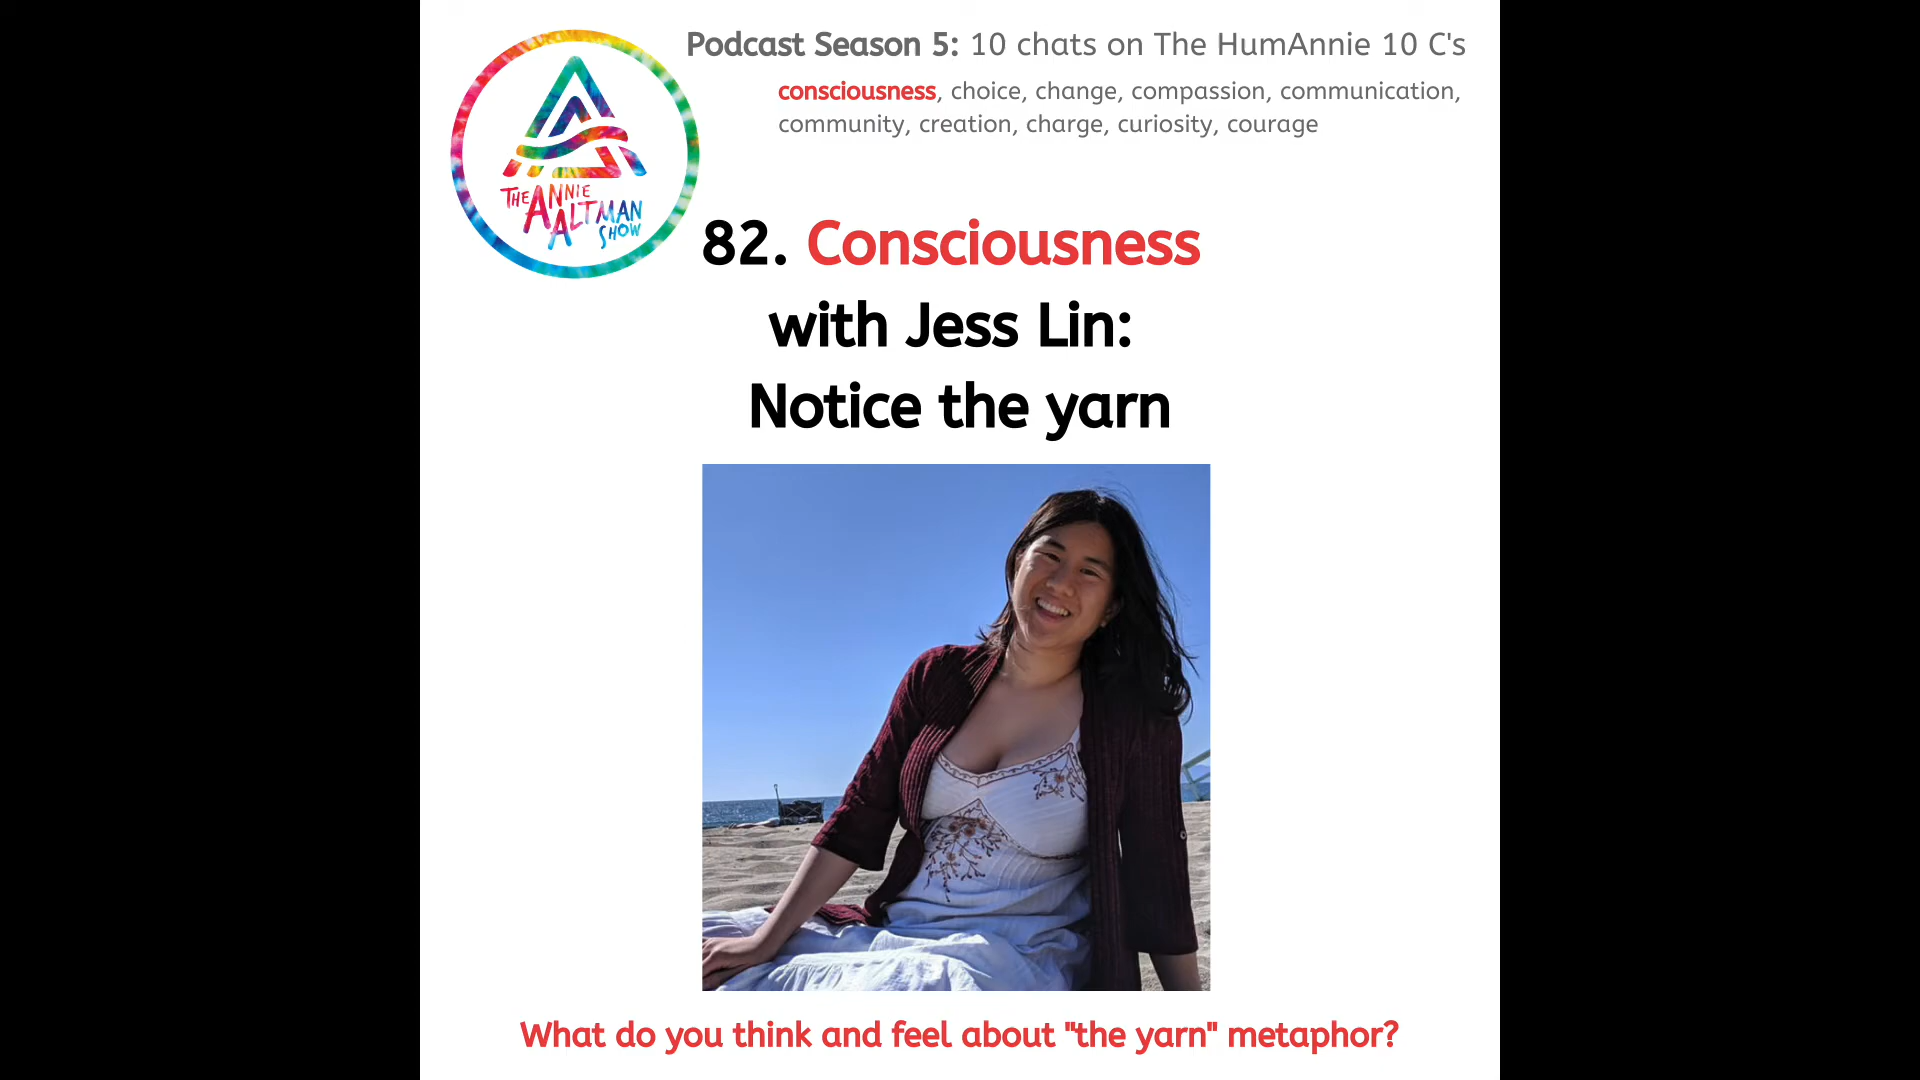 THE ANNIE
ALTMAN
SHOW
Podcast Season 5: 10 chats on The HumAnnie 10 C's
consciousness, choice, change, compassion, communication,
community, creation, charge, curiosity, courage
82. Consciousness
with Jess Lin:
Notice the yarn
What do you think and feel about "the yarn" metaphor?